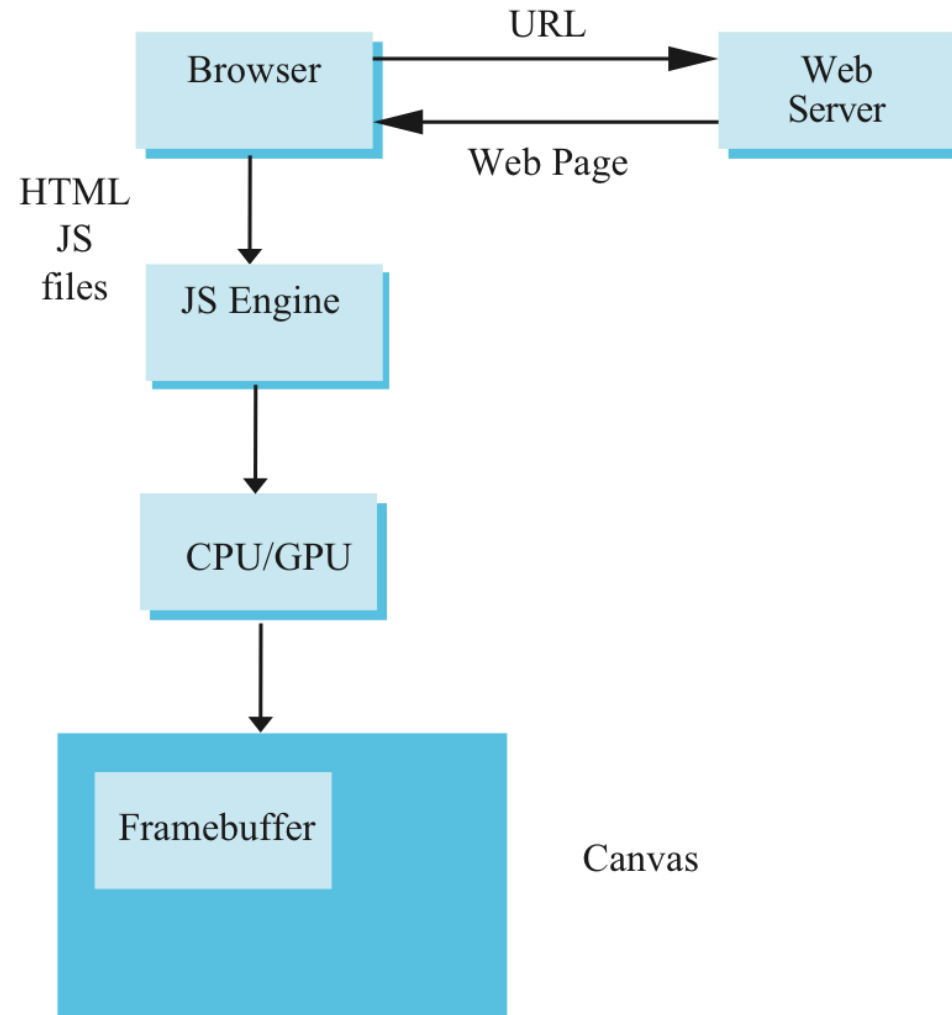 URL
Browser
Web
Server
Web Page
HTML
JS
files
JS Engine
CPU/GPU
Framebuffer
Canvas